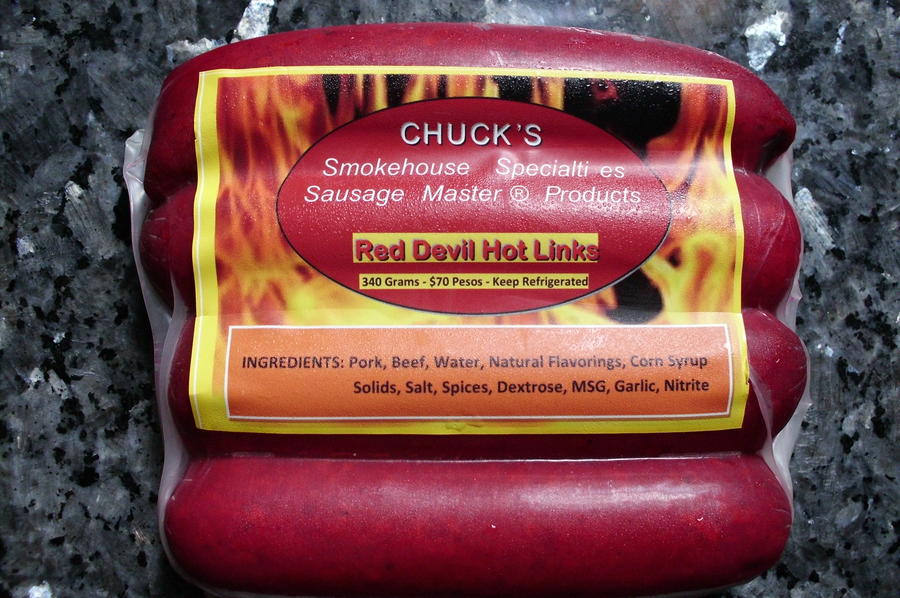 CHUCK'S
Smokehouse Specialti es
Sausage Master ® Products
Red Devil Hot Links
340 Grams - $70 Pesos - Keep Refrigerated
INGREDIENTS: Pork, Beef, Water, Natural Flavorings, Corn Syrup
Solids, Salt, Spices, Dextrose, MSG, Garlic, Nitrite